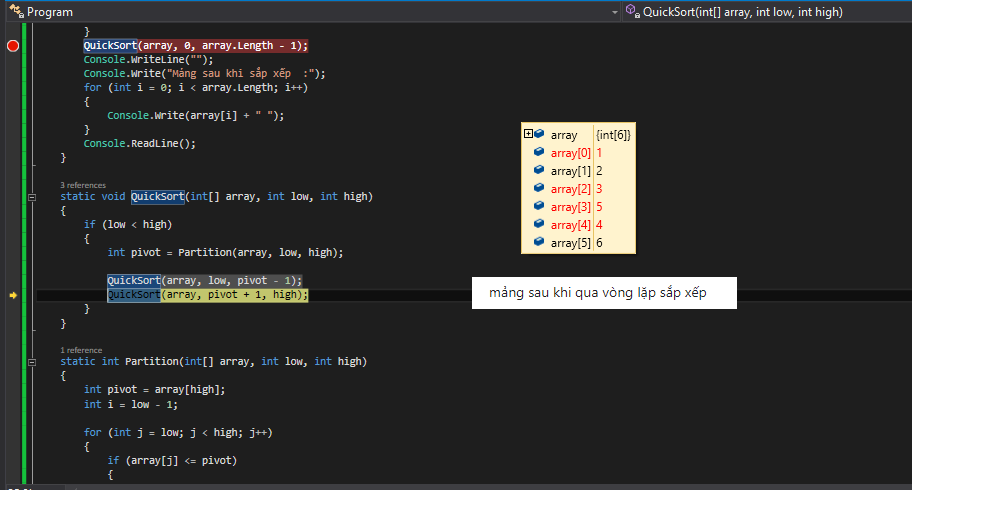 Program
QuickSort(int[] array, int low, int high)
}
QuickSort(array, 0, array.Length - 1);
Console.WriteLine("");
Console.Write("Mảng sau khi sắp xếp  :");
for (int i = 0; i < array.Length; i++)
{
Console.Write(array[i] + " ");
}
Console.ReadLine();
}
3 references
static void QuickSort(int[] array, int low, int high)
{
if (low < high)
{
int pivot = Partition(array, low, high);
QuickSort(array, low, pivot - 1);
QuickSort(array, pivot + 1, high);
}
}
1 reference
static int Partition(int[] array, int low, int high)
{
int pivot = array[high];
int i = low - 1;
for (int j = low; j < high; j++)
{
if (array[j] <= pivot)
{
array {int[6]}
array[0] 1
array[1] 2
array[2] 3
array[3] 5
array[4] 4
array[5] 6
mảng sau khi qua vòng lặp sắp xếp